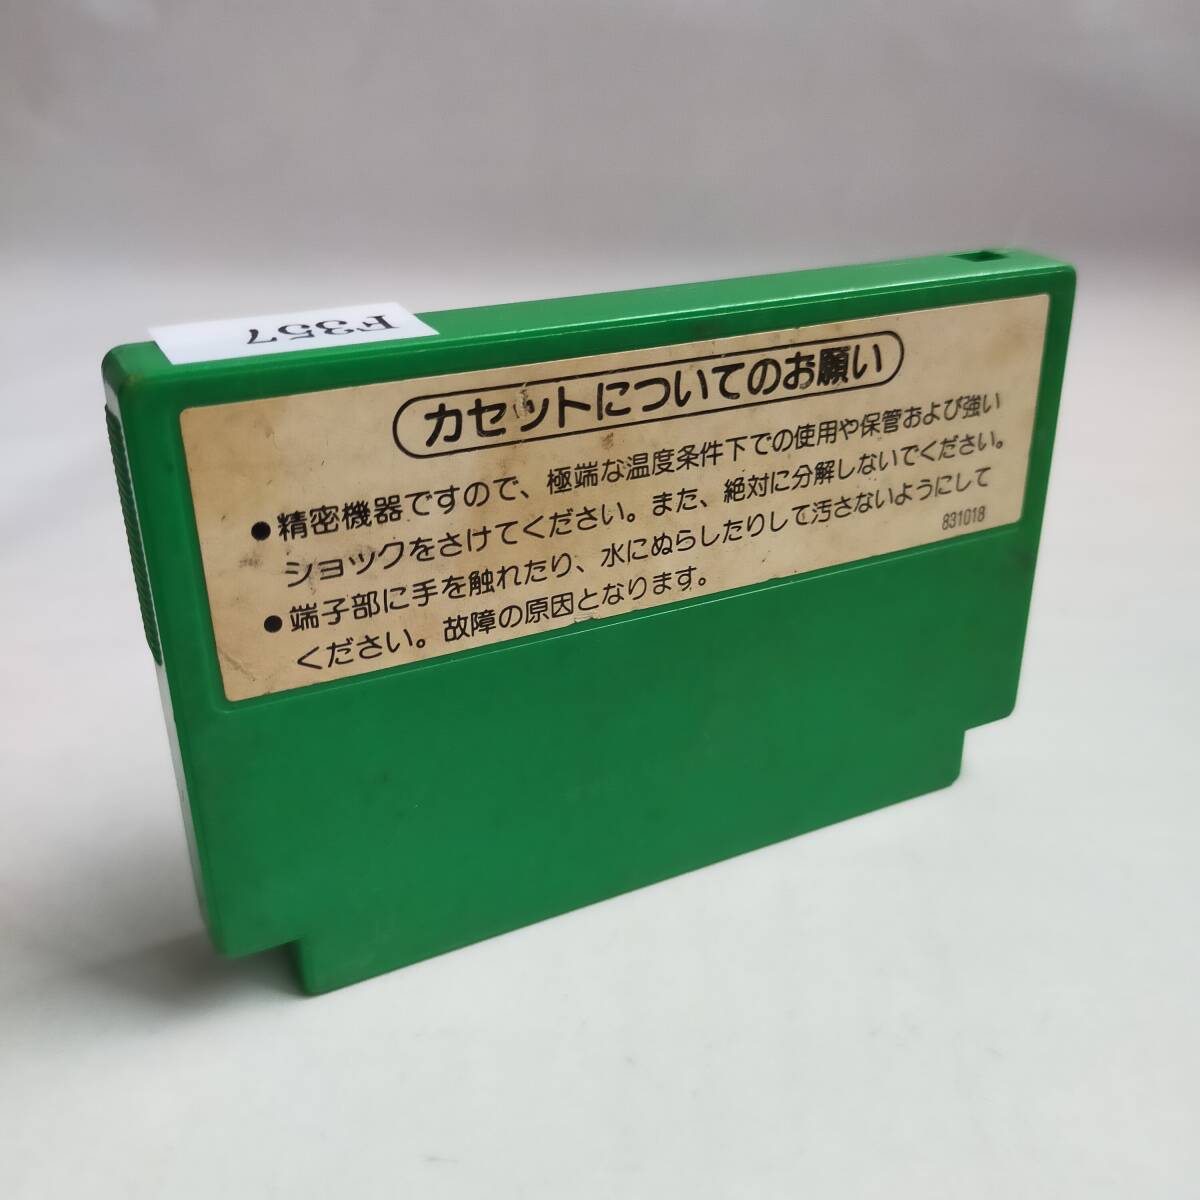 F357
カセットについてのお願い
●精密機器ですので、極端な温度条件下での使用や保管および強い
ショックをさけてください。また、絶対に分解しないでください。
●端子部に手を触れたり、水にぬらしたりして汚さないようにして
ください。故障の原因となります。
831018